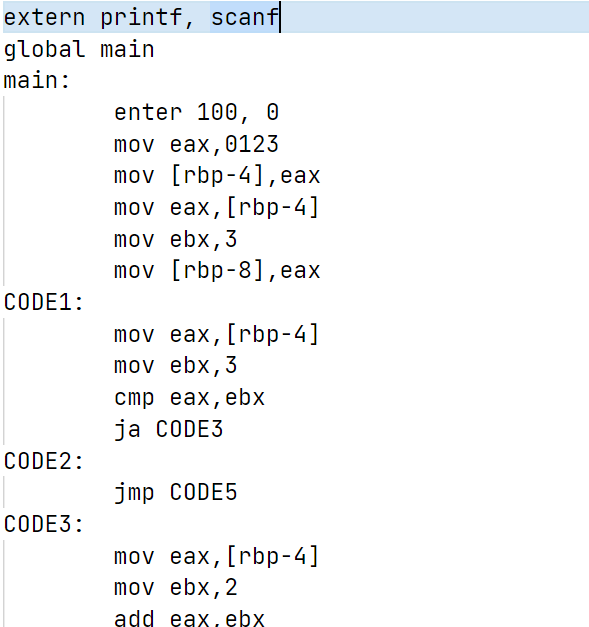 extern printf, scanf
global main
main:
enter 100, 0
mov eax,0123
mov [rbp-4],eax
mov eax,[rbp-4]
mov ebx,3
mov [rbp-8],eax
CODE1:
mov eax,[rbp-4]
mov ebx,3
cmp eax,ebx
ja CODE3
CODE2:
jmp CODE5
CODE3:
mov eax,[rbp-4]
mov ebx,2
add eax,ebx